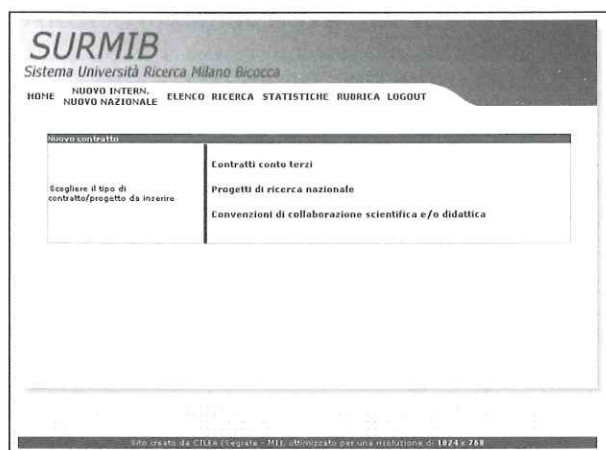 SURMIB
Sistema Università Ricerca Milano Bicocca
HOME NUOVO INTERN. NUOVO NAZIONALE ELENCO RICERCA STATISTICHE RUBRICA LOGOUT
Nuovo contratto
Scegliere il tipo di
contratto/progetto da inserire
Contratti conto terzi
Progetti di ricerca nazionale
Convenzioni di collaborazione scientifica e/o didattica
Sito creato da CILEA (Segrate - MI), ottimizzato per una risoluzione di 1024 x 768